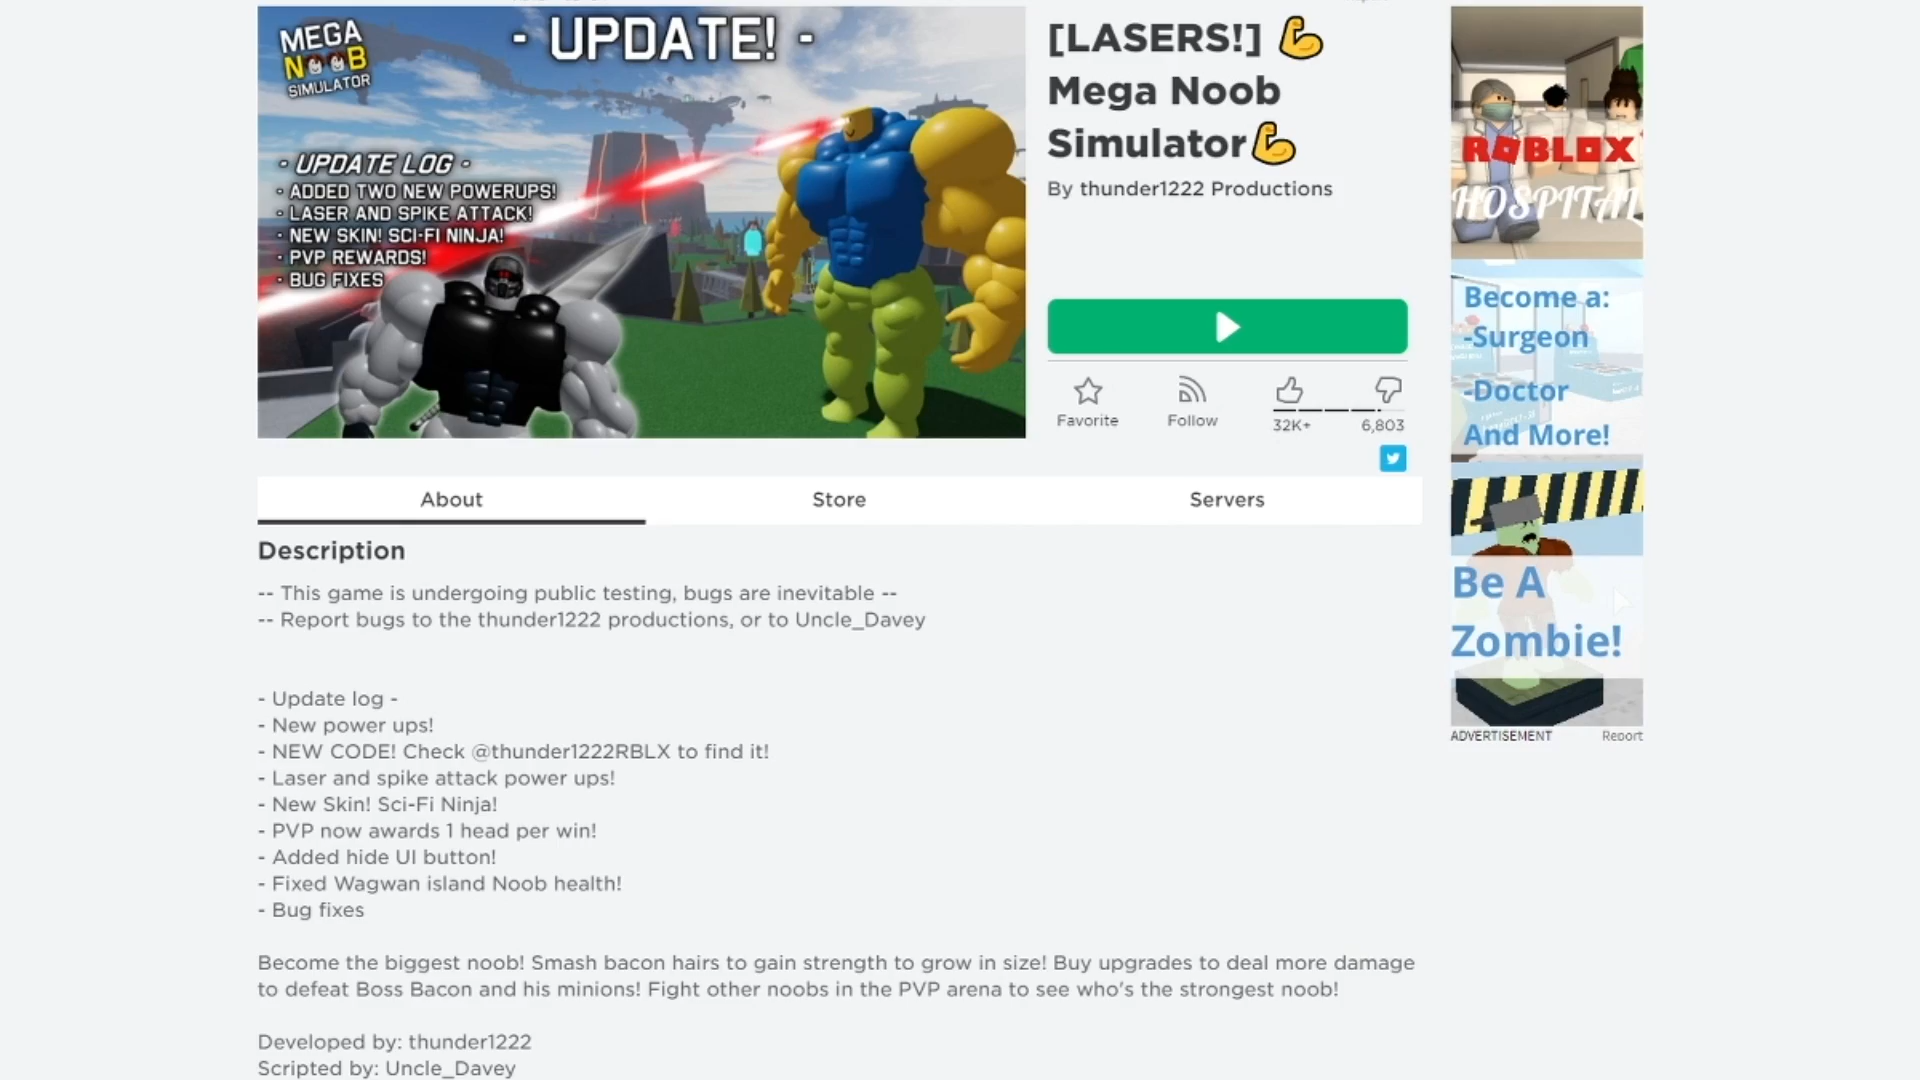 MEGA
NOOB
SIMULATOR
- UPDATE! -
- UPDATE LOG -
- ADDED TWO NEW POWERUPS!
- LASER AND SPIKE ATTACK!
- NEW SKIN! SCI-FI NINJA!
- PVP REWARDS!
- BUG FIXES
[LASERS!] 💪
Mega Noob
Simulator💪
By thunder1222 Productions
Favorite
Follow
32K+
6,803
About
Store
Servers
Description
-- This game is undergoing public testing, bugs are inevitable --
-- Report bugs to the thunder1222 productions, or to Uncle_Davey
- Update log -
- New power ups!
- NEW CODE! Check @thunder1222RBLX to find it!
- Laser and spike attack power ups!
- New Skin! Sci-Fi Ninja!
- PVP now awards 1 head per win!
- Added hide UI button!
- Fixed Wagwan island Noob health!
- Bug fixes
Become the biggest noob! Smash bacon hairs to gain strength to grow in size! Buy upgrades to deal more damage
to defeat Boss Bacon and his minions! Fight other noobs in the PVP arena to see who's the strongest noob!
Developed by: thunder1222
Scripted by: Uncle_Davey
ROBLOX
HOSPITAL
Become a:
-Surgeon
-Doctor
And More!
Be A
Zombie!
ADVERTISEMENT
Report